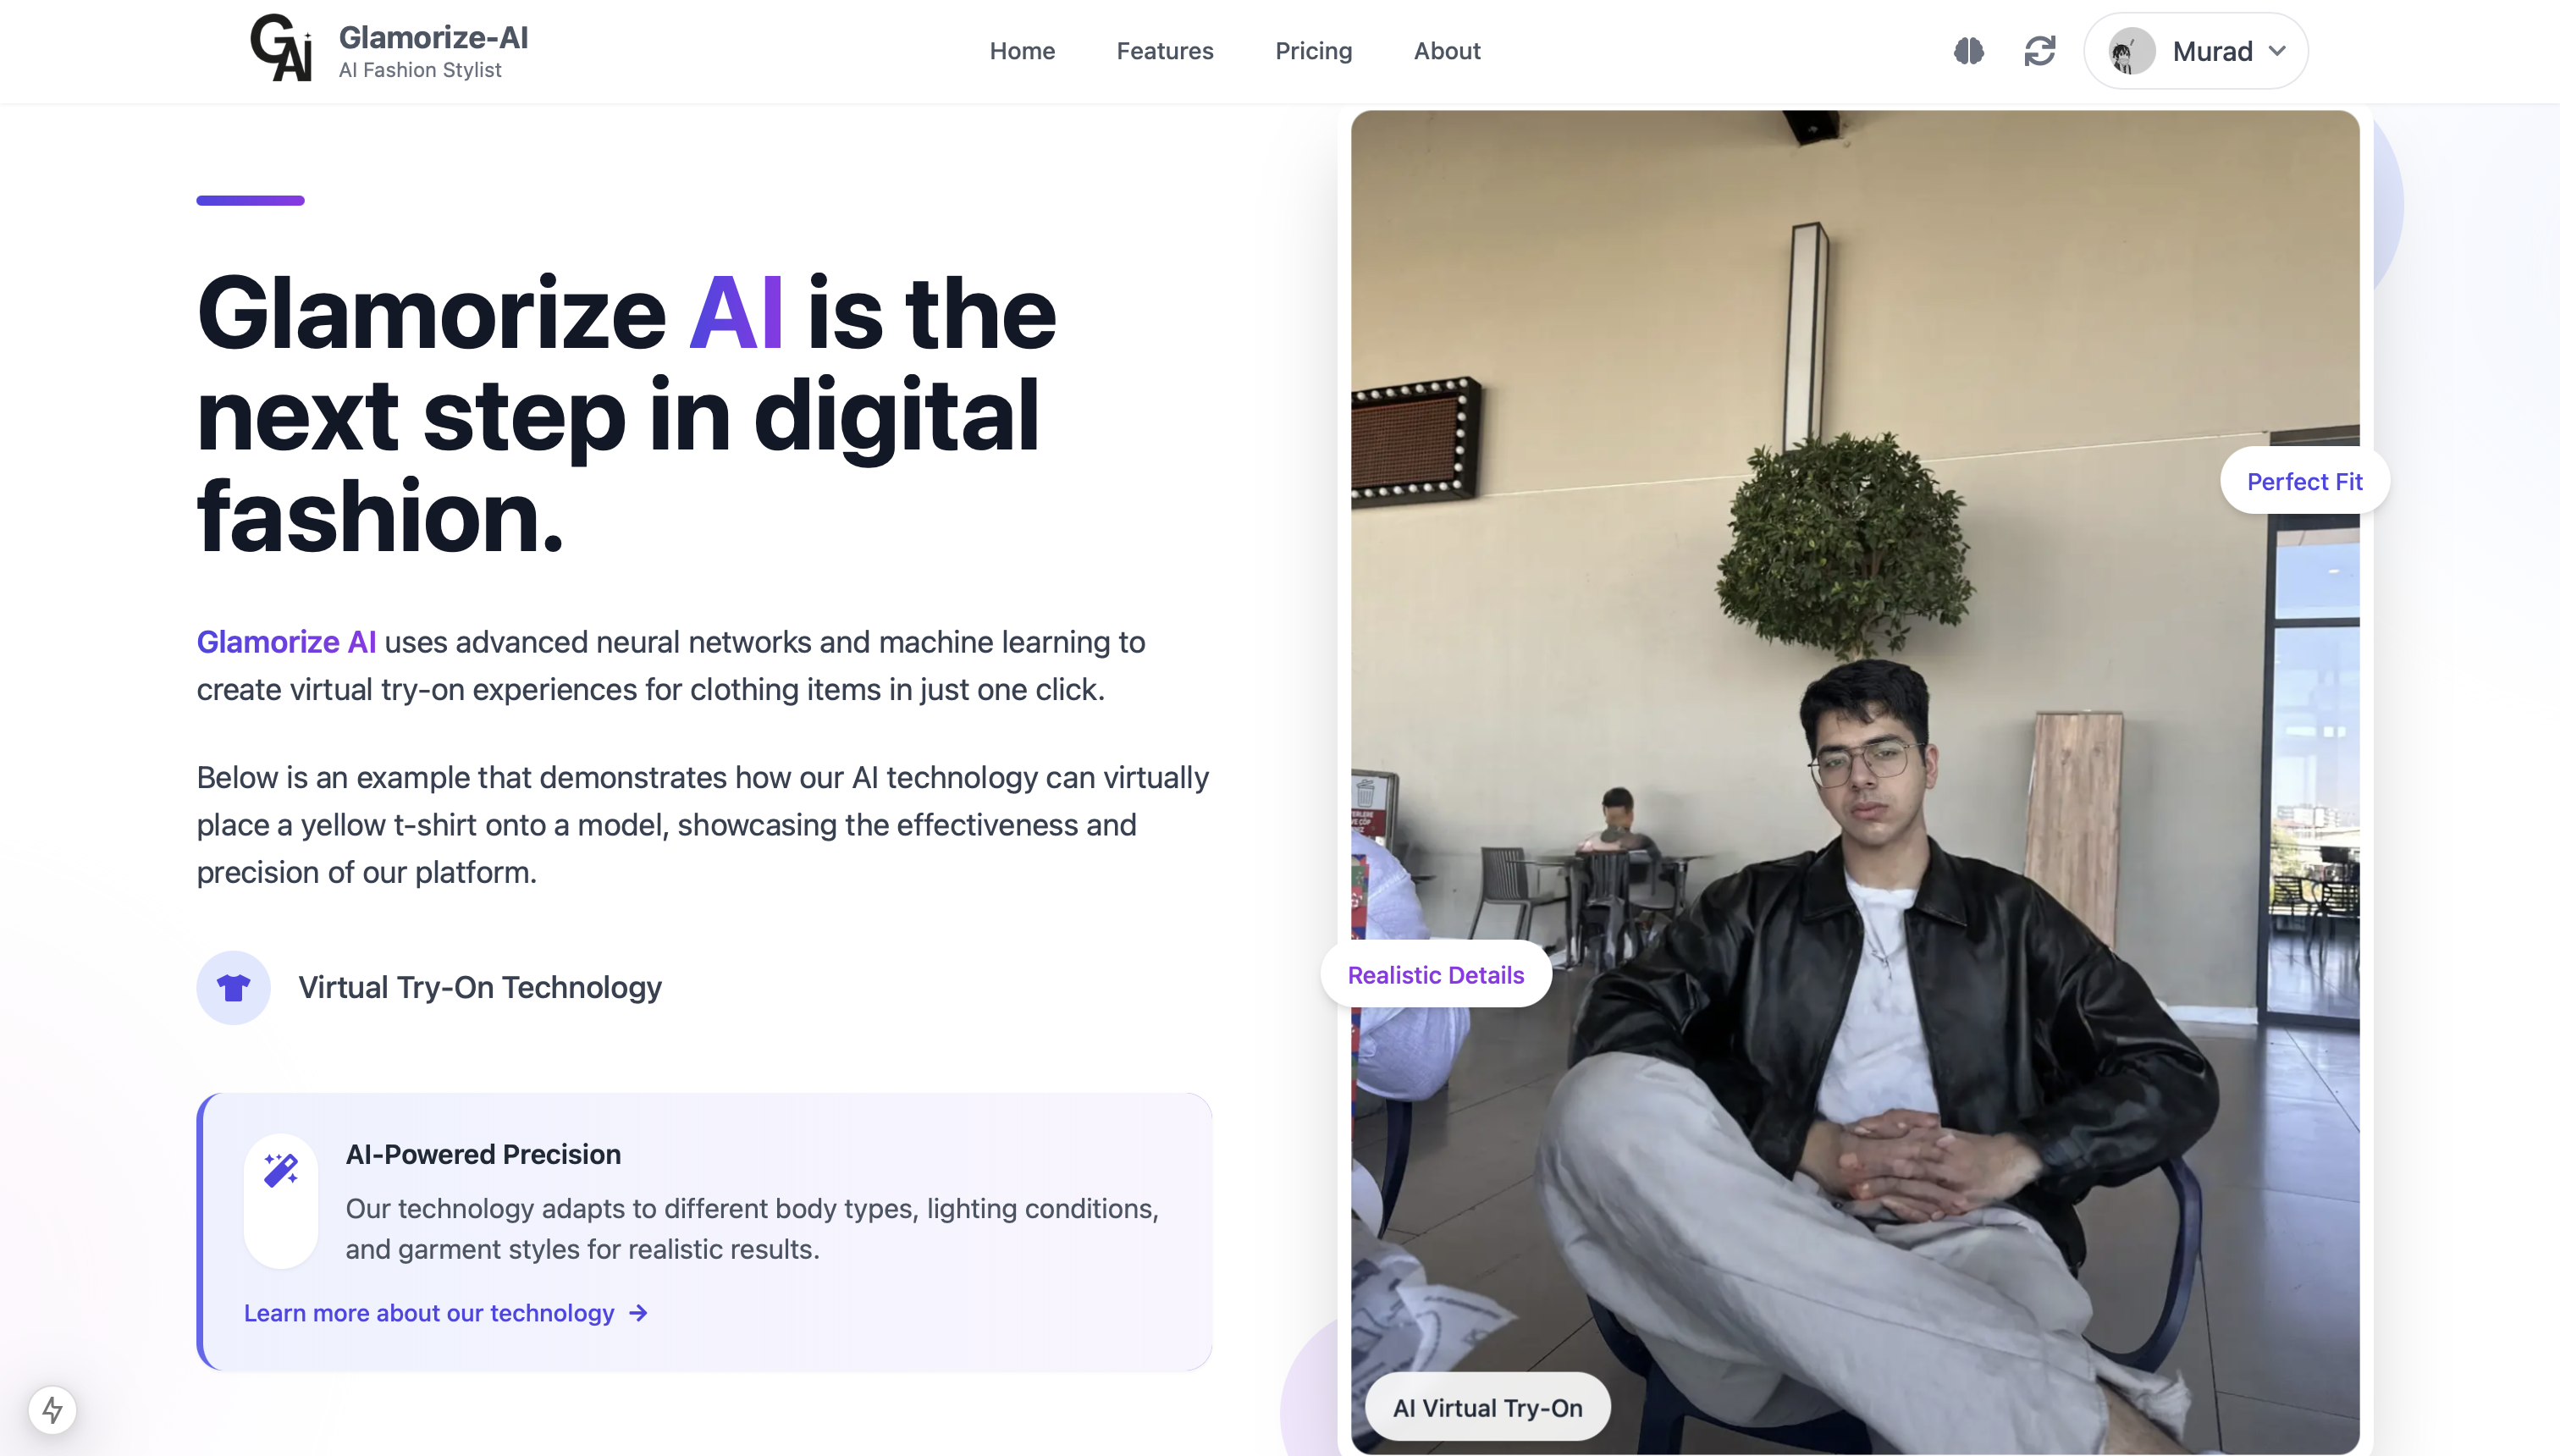 GAI
Glamorize-AI
AI Fashion Stylist
Home
Features
Pricing
About
Murad
Glamorize AI is the
next step in digital
fashion.
Glamorize AI uses advanced neural networks and machine learning to
create virtual try-on experiences for clothing items in just one click.
Below is an example that demonstrates how our AI technology can virtually
place a yellow t-shirt onto a model, showcasing the effectiveness and
precision of our platform.
Virtual Try-On Technology
AI-Powered Precision
Our technology adapts to different body types, lighting conditions,
and garment styles for realistic results.
Learn more about our technology
Perfect Fit
Realistic Details
AI Virtual Try-On